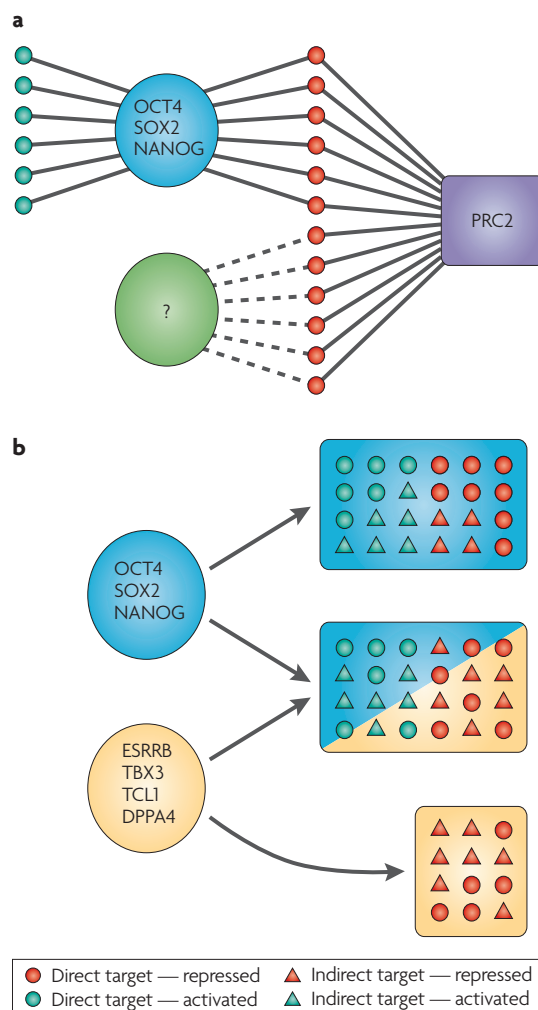 a
OCT4
SOX2
NANOG
PRC2
?
b
OCT4
SOX2
NANOG
ESRRB
TBX3
TCL1
DPPA4
Direct target — repressed
Indirect target — repressed
Direct target — activated
Indirect target — activated